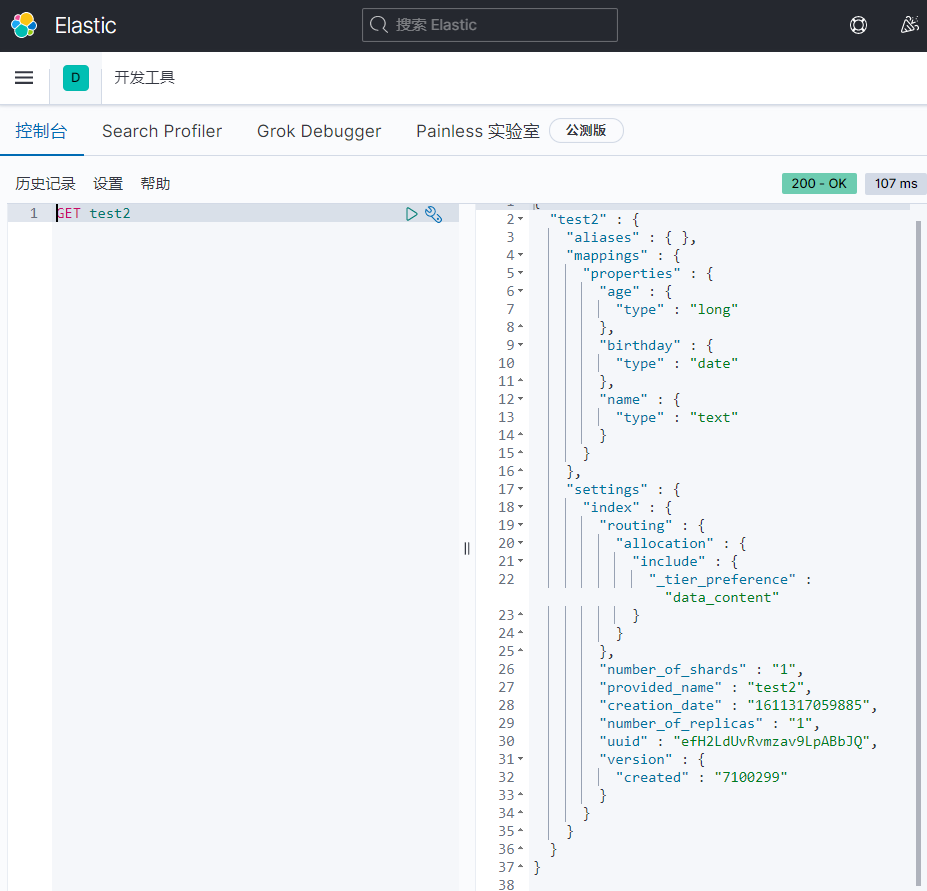 Elastic
搜索 Elastic
D 开发工具
控制台 Search Profiler Grok Debugger Painless 实验室 公测版
历史记录 设置 帮助
200 - OK 107 ms
1 GET test2
1 {
2 "test2" : {
3 "aliases" : { },
4 "mappings" : {
5 "properties" : {
6 "age" : {
7 "type" : "long"
8 },
9 "birthday" : {
10 "type" : "date"
11 },
12 "name" : {
13 "type" : "text"
14 }
15 }
16 },
17 "settings" : {
18 "index" : {
19 "routing" : {
20 "allocation" : {
21 "include" : {
22 "_tier_preference" :
"data_content"
23 }
24 }
25 },
26 "number_of_shards" : "1",
27 "provided_name" : "test2",
28 "creation_date" : "1611317059885",
29 "number_of_replicas" : "1",
30 "uuid" : "efH2LdUvRvmzav9LpABbJQ",
31 "version" : {
32 "created" : "7100299"
33 }
34 }
35 }
36 }
37 }
38